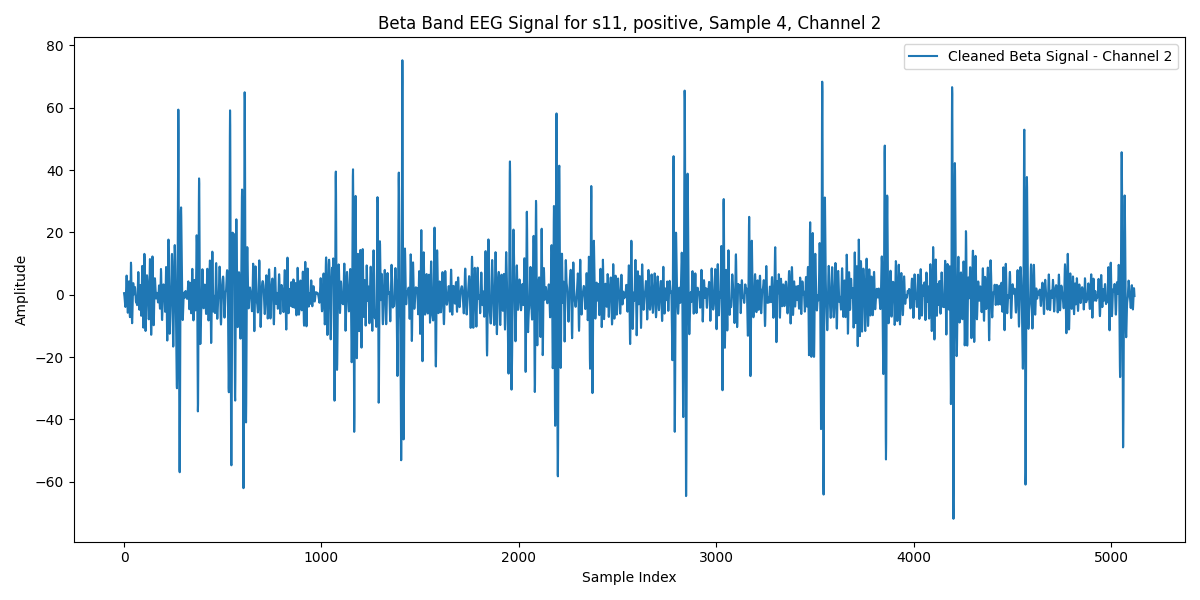 Beta Band EEG Signal for s11, positive, Sample 4, Channel 2
Cleaned Beta Signal - Channel 2
Amplitude
80
60
40
20
0
−20
−40
−60
0 1000 2000 3000 4000 5000
Sample Index